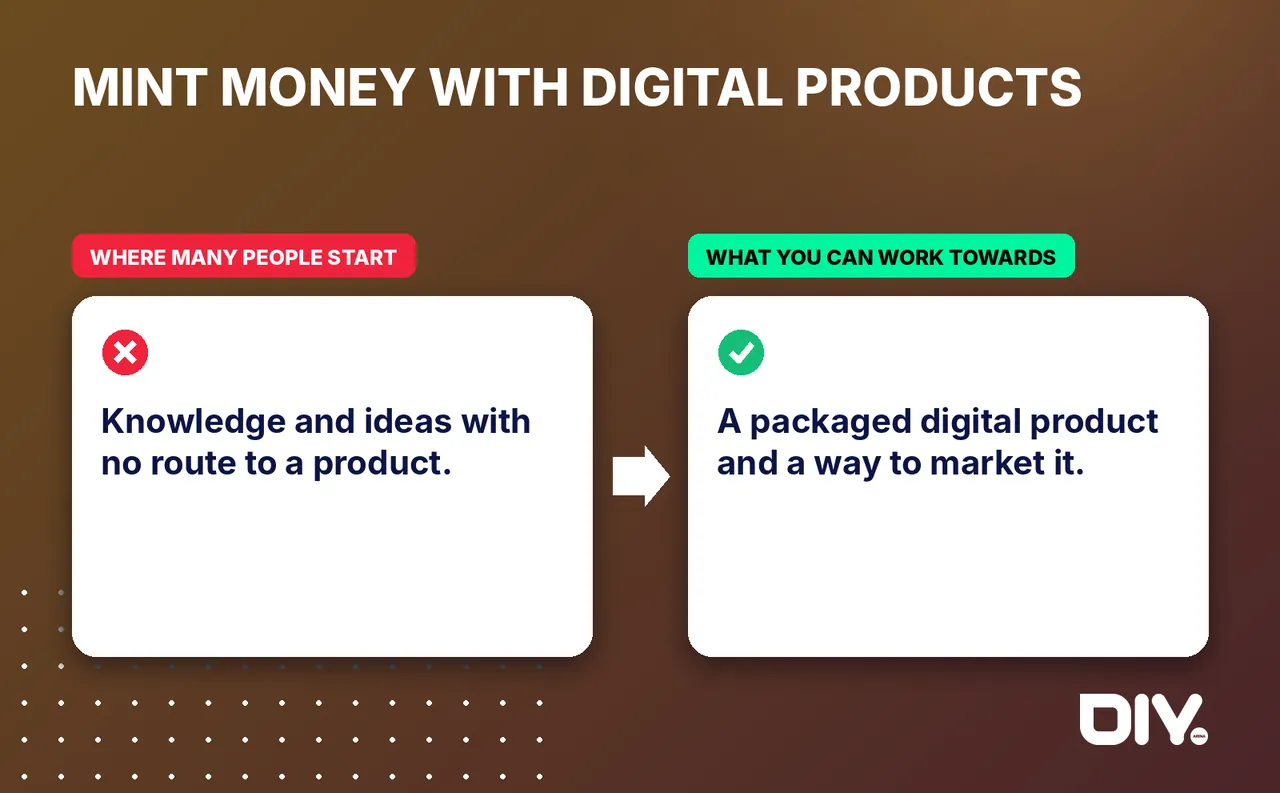 MINT MONEY WITH DIGITAL PRODUCTS
WHERE MANY PEOPLE START
Knowledge and ideas with
no route to a product.
WHAT YOU CAN WORK TOWARDS
A packaged digital product
and a way to market it.
DIY.
ARENA